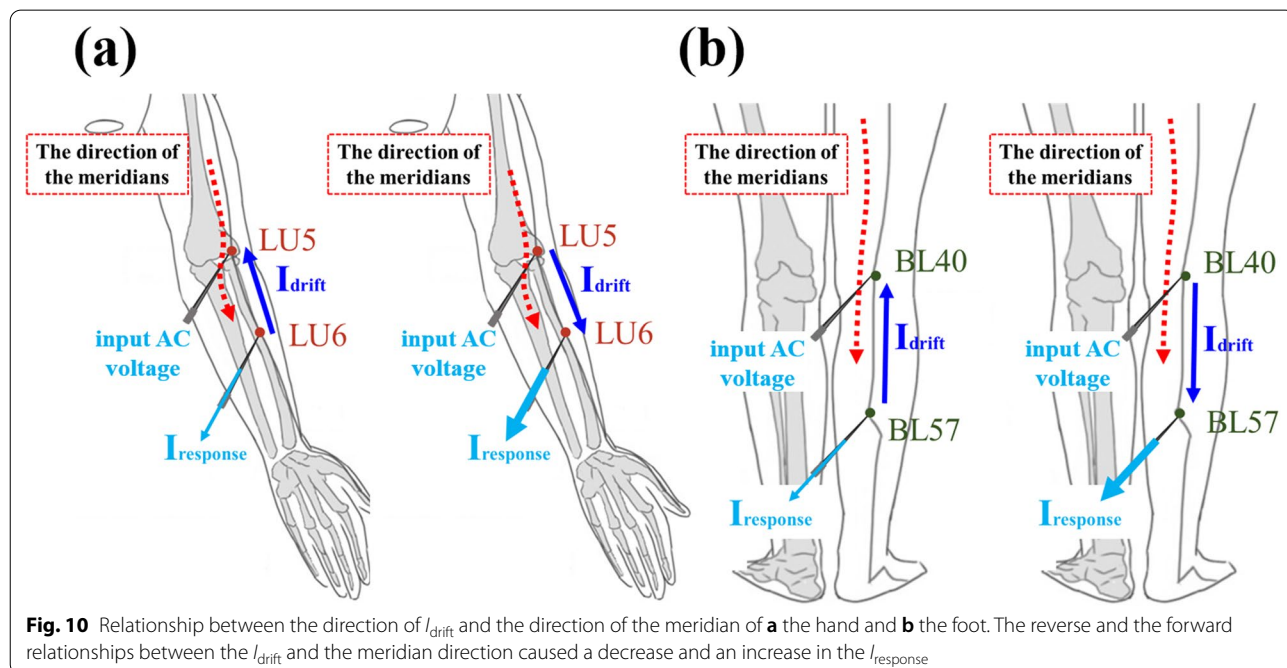 (a)
The direction of
the meridians
LU5
Idrift
LU6
input AC
voltage
Iresponse
The direction of
the meridians
LU5
Idrift
LU6
input AC
voltage
Iresponse
(b)
The direction of
the meridians
BL40
input AC
voltage
Idrift
BL57
Iresponse
The direction of
the meridians
BL40
input AC
voltage
Idrift
BL57
Iresponse
Fig. 10 Relationship between the direction of Idrift and the direction of the meridian of a the hand and b the foot. The reverse and the forward
relationships between the Idrift and the meridian direction caused a decrease and an increase in the Iresponse